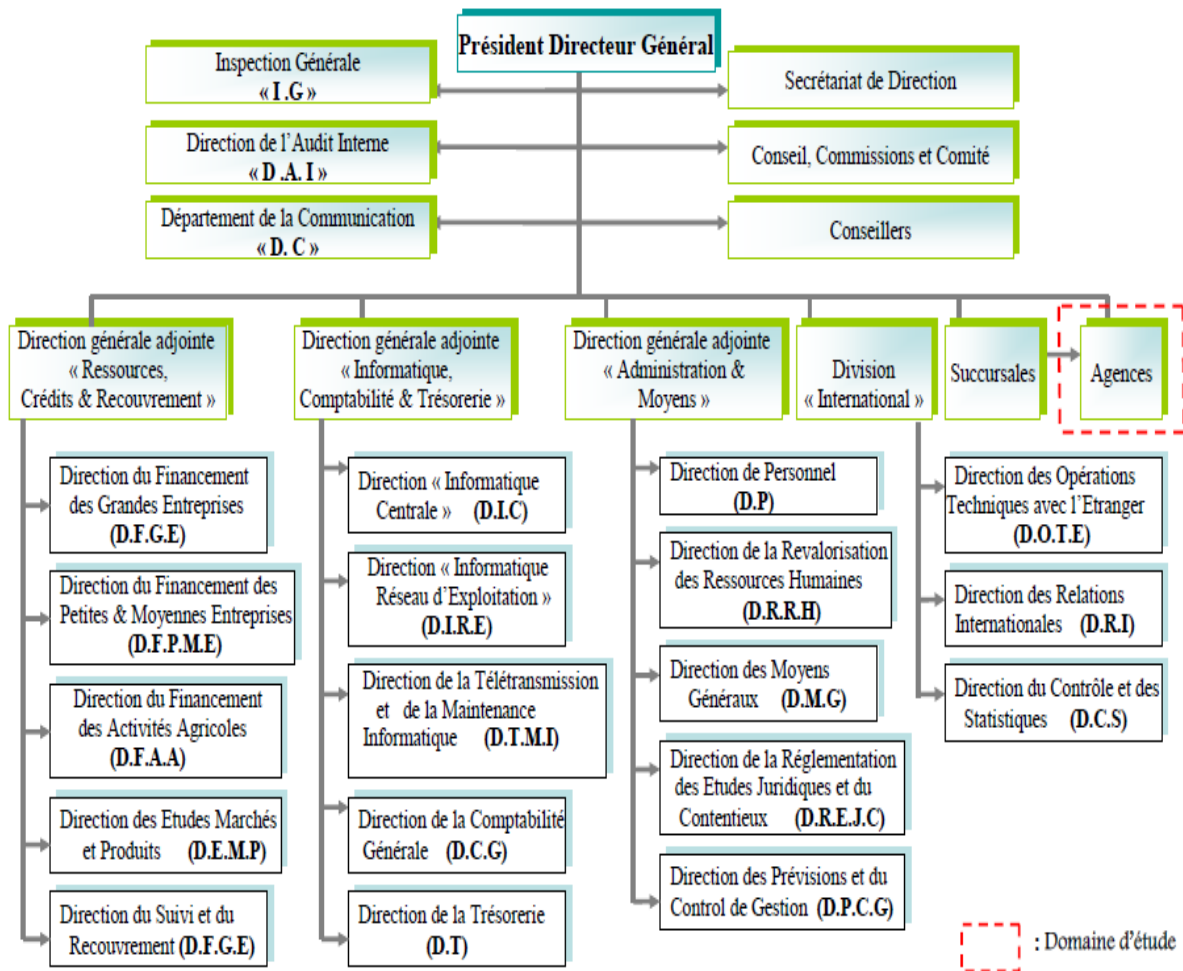 Président Directeur Général
Inspection Générale
« I .G »
Secrétariat de Direction
Direction de l'Audit Interne
« D .A. I »
Conseil, Commissions et Comité
Département de la Communication
« D. C »
Conseillers
Direction générale adjointe
« Ressources,
Crédits & Recouvrement »
Direction générale adjointe
« Informatique,
Comptabilité & Trésorerie »
Direction générale adjointe
« Administration &
Moyens »
Division
« International »
Succursales
Agences
Direction du Financement
des Grandes Entreprises
(D.F.G.E)
Direction du Financement des
Petites & Moyennes Entreprises
(D.F.P.M.E)
Direction du Financement
des Activités Agricoles
(D.F.A.A)
Direction des Etudes Marchés
et Produits (D.E.M.P)
Direction du Suivi et du
Recouvrement (D.F.G.E)
Direction « Informatique
Centrale » (D.I.C)
Direction « Informatique
Réseau d'Exploitation »
(D.I.R.E)
Direction de la Télétransmission
et de la Maintenance
Informatique (D.T.M.I)
Direction de la Comptabilité
Générale (D.C.G)
Direction de la Trésorerie
(D.T)
Direction de Personnel
(D.P)
Direction de la Revalorisation
des Ressources Humaines
(D.R.R.H)
Direction des Moyens
Généraux (D.M.G)
Direction de la Réglementation
des Etudes Juridiques et du
Contentieux (D.R.E.J.C)
Direction des Prévisions et du
Control de Gestion (D.P.C.G)
Direction des Opérations
Techniques avec l'Etranger
(D.O.T.E)
Direction des Relations
Internationales (D.R.I)
Direction du Contrôle et des
Statistiques (D.C.S)
: Domaine d'étude